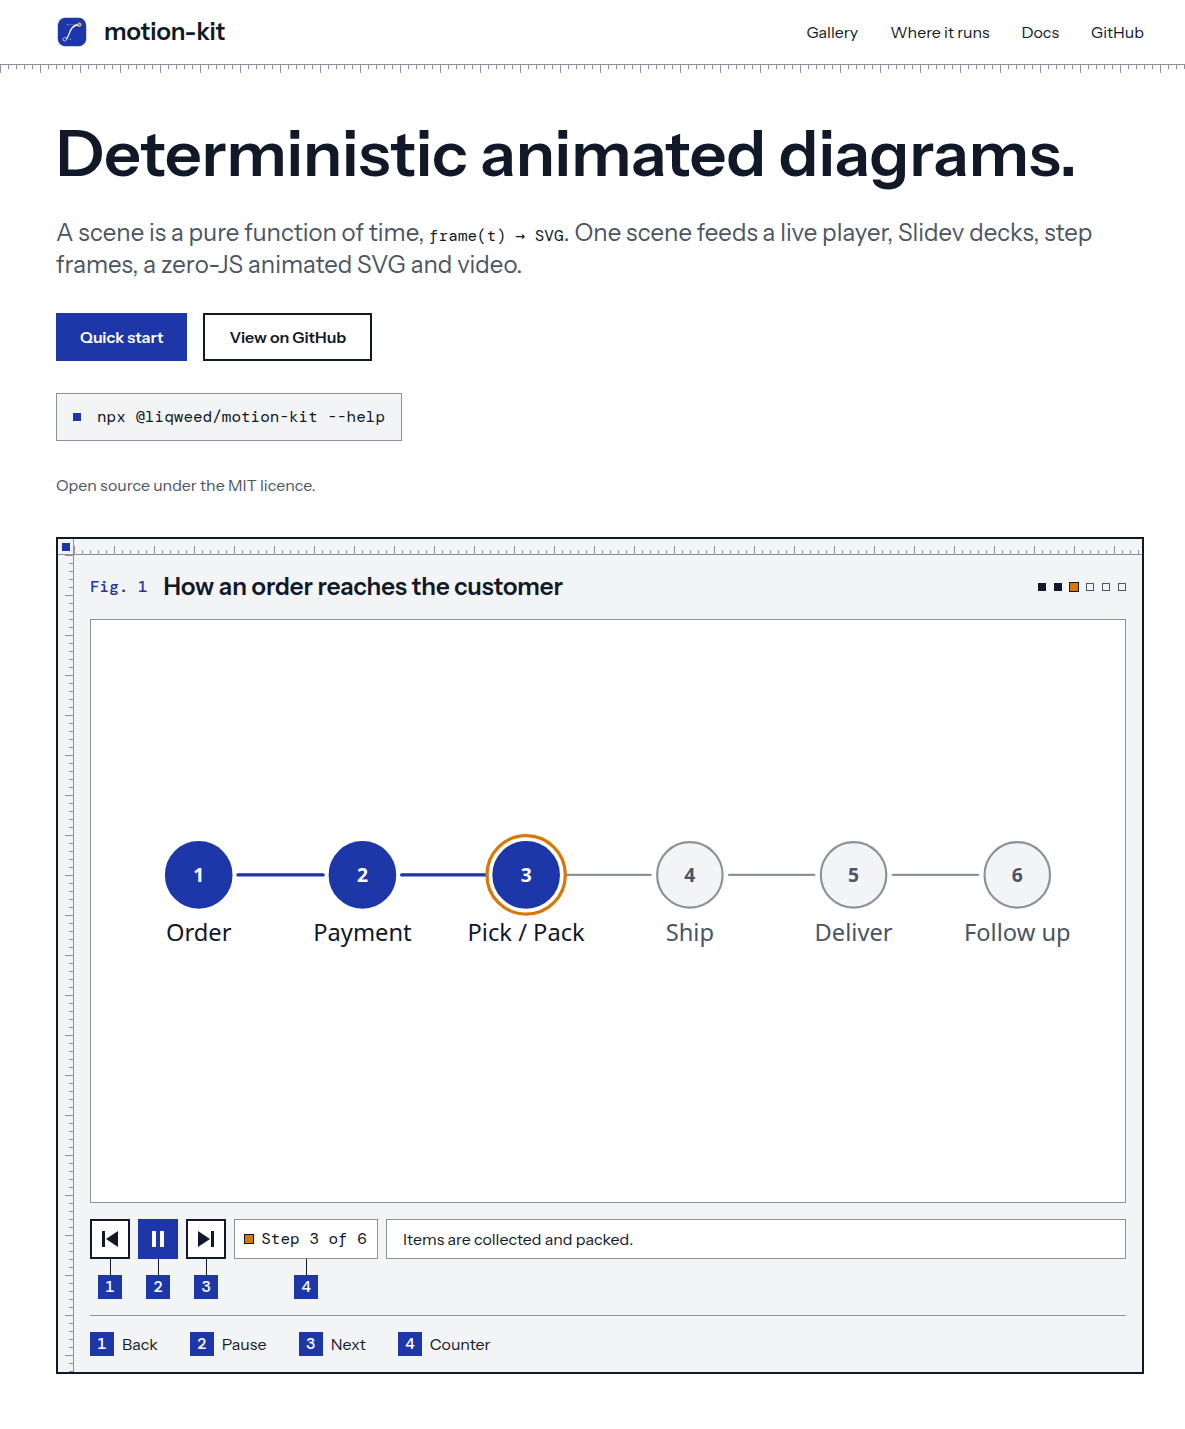 motion-kit
Gallery Where it runs Docs GitHub
Deterministic animated diagrams.
A scene is a pure function of time, frame(t) → SVG. One scene feeds a live player, Slidev decks, step
frames, a zero-JS animated SVG and video.
Quick start View on GitHub
npx @liqweed/motion-kit --help
Open source under the MIT licence.
Fig. 1 How an order reaches the customer
1 2 3 4 5 6
Order Payment Pick / Pack Ship Deliver Follow up
Step 3 of 6 Items are collected and packed.
1 2 3 4
1 Back 2 Pause 3 Next 4 Counter